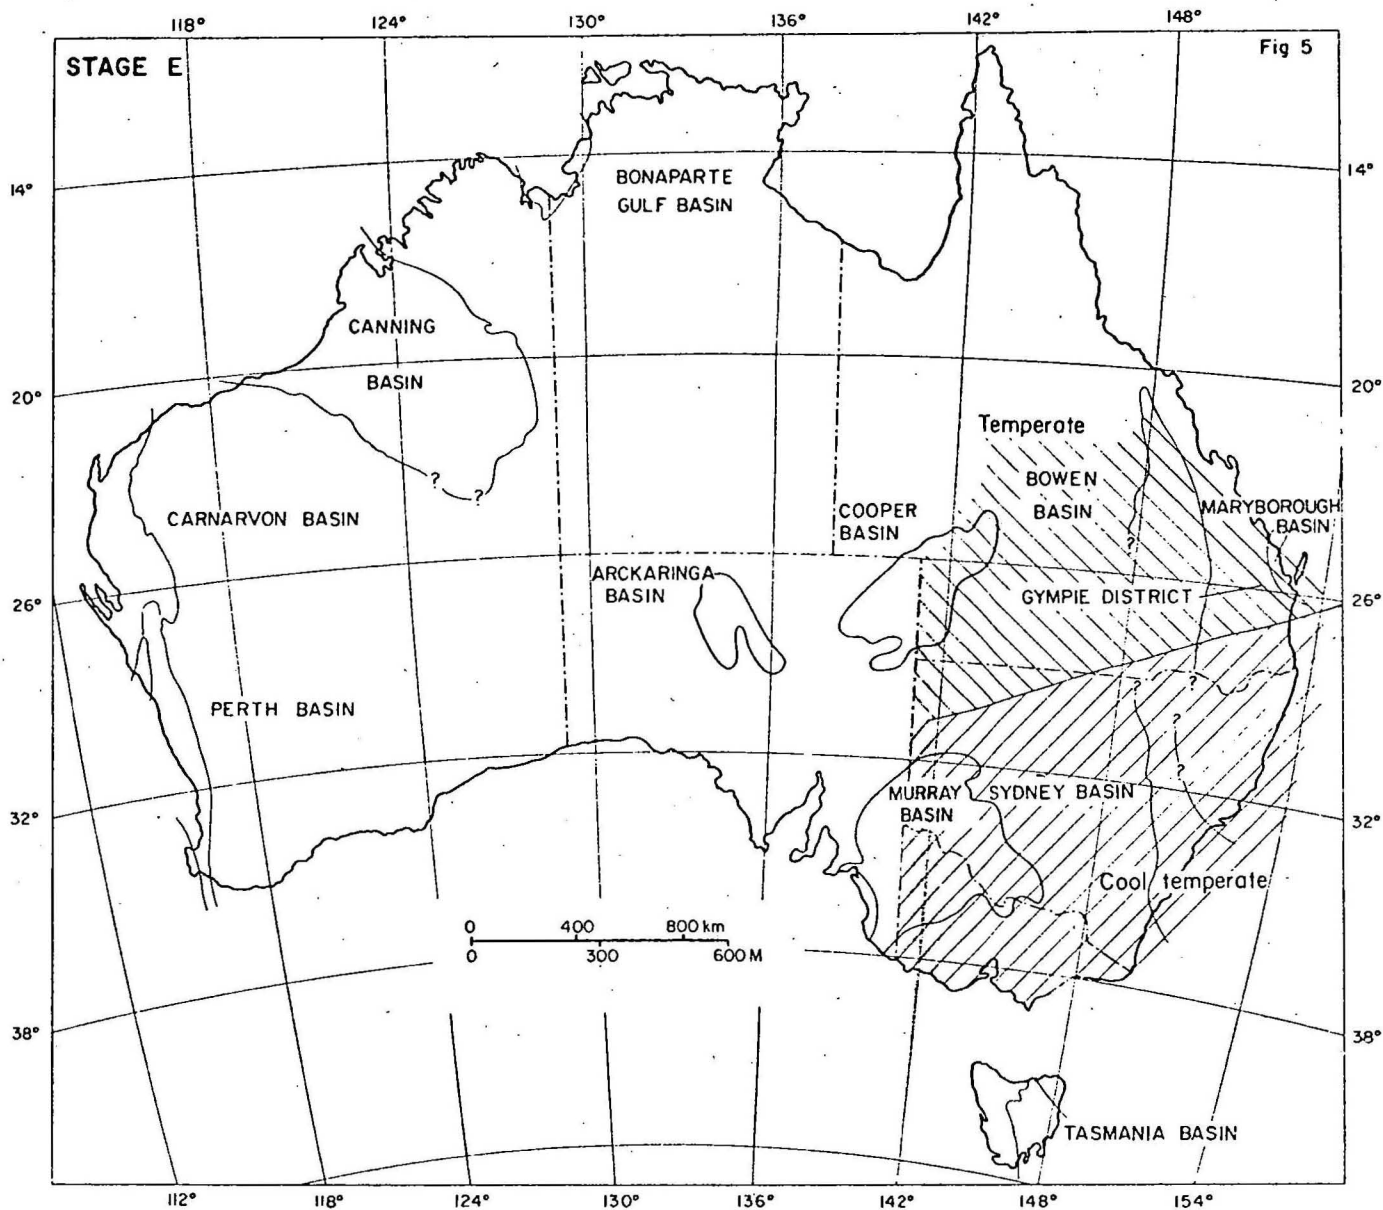 118° 124° 130° 136° 142° 148°
STAGE E
Fig 5
14° 14°
BONAPARTE
GULF BASIN
CANNING
BASIN
20° 20°
Temperate
BOWEN
BASIN
MARYBOROUGH
BASIN
COOPER
BASIN
CARNARVON BASIN
?
?
?
ARCKARINGA
BASIN
GYMPIE DISTRICT
26° 26°
PERTH BASIN
?
?
?
?
MURRAY
BASIN
SYDNEY BASIN
32° 32°
Cool temperate
0 400 800 km
0 300 600 M
38° 38°
TASMANIA BASIN
112° 118° 124° 130° 136° 142° 148° 154°